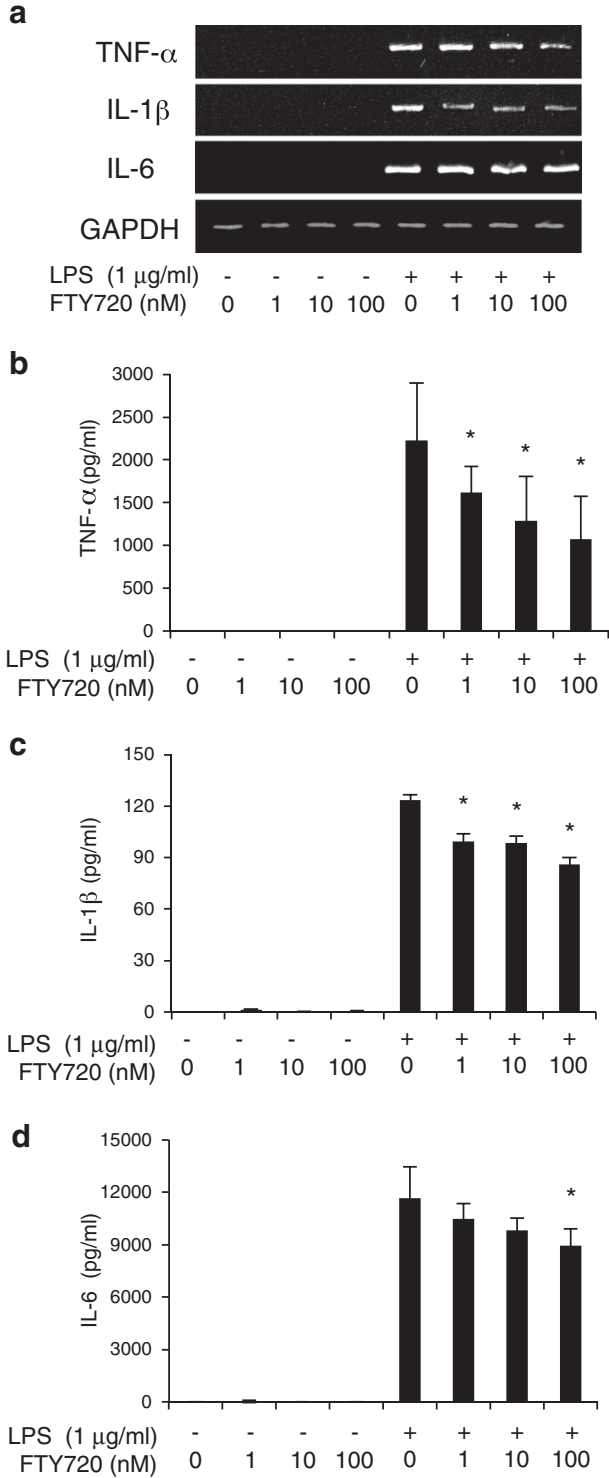 a
TNF-α
IL-1β
IL-6
GAPDH
LPS (1 μg/ml) - - - - + + + +
FTY720 (nM) 0 1 10 100 0 1 10 100
b
3000
2500
2000
1500
1000
500
0
TNF-α (pg/ml)
* * *
LPS (1 μg/ml) - - - - + + + +
FTY720 (nM) 0 1 10 100 0 1 10 100
c
150
120
90
60
30
0
IL-1β (pg/ml)
* * *
LPS (1 μg/ml) - - - - + + + +
FTY720 (nM) 0 1 10 100 0 1 10 100
d
15000
12000
9000
6000
3000
0
IL-6 (pg/ml)
*
LPS (1 μg/ml) - - - - + + + +
FTY720 (nM) 0 1 10 100 0 1 10 100